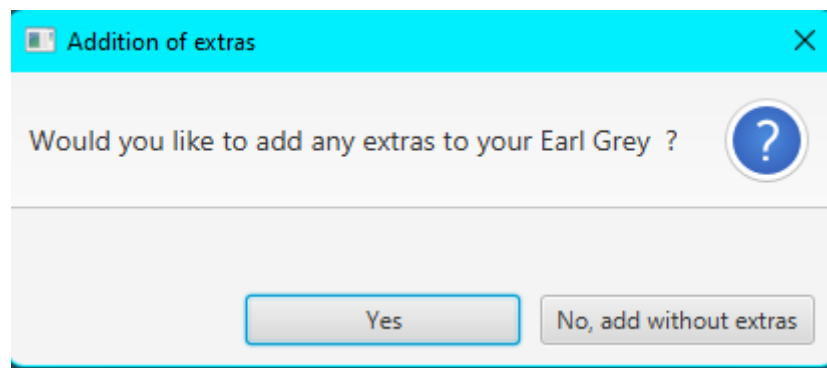 Addition of extras
Would you like to add any extras to your Earl Grey  ?
?
Yes
No, add without extras